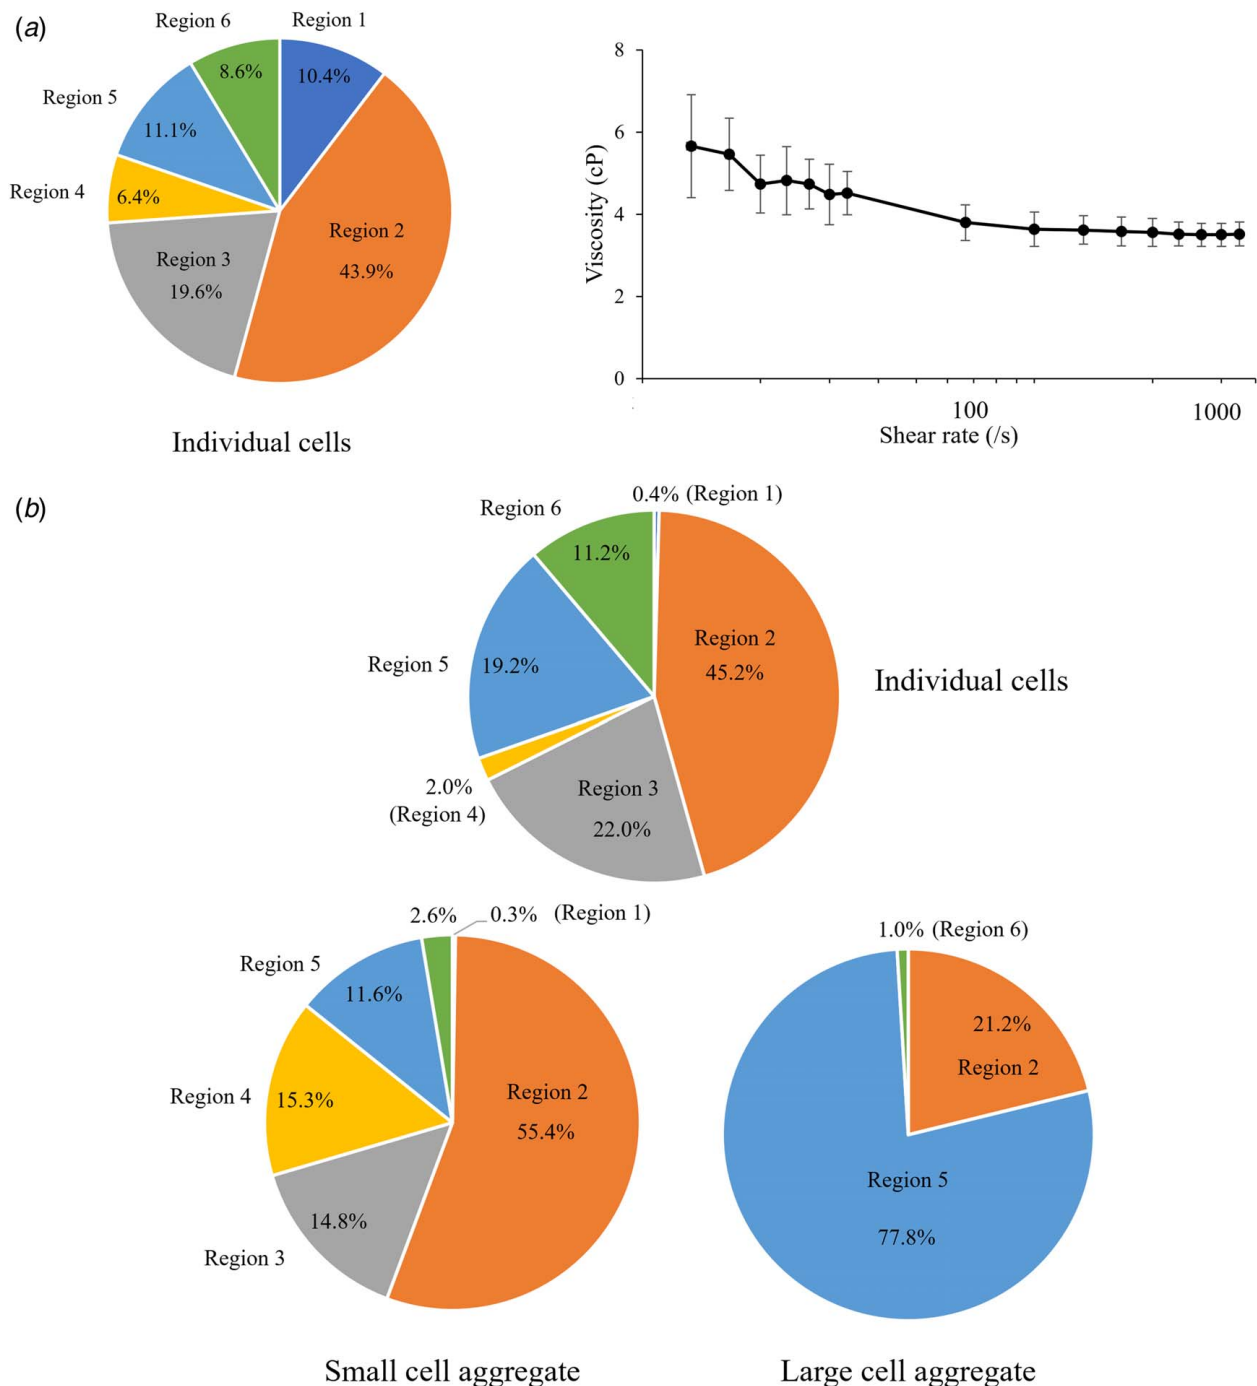 (a)
Region 6
Region 1
8.6%
10.4%
Region 5
11.1%
Region 4
6.4%
Region 2
43.9%
Region 3
19.6%
Individual cells
8
6
4
2
0
Viscosity (cP)
100
1000
Shear rate (/s)
(b)
0.4% (Region 1)
Region 6
11.2%
Region 2
45.2%
Region 5
19.2%
Individual cells
2.0%
(Region 4)
Region 3
22.0%
2.6%
0.3% (Region 1)
Region 5
11.6%
Region 4
15.3%
Region 2
55.4%
14.8%
Region 3
Small cell aggregate
1.0% (Region 6)
21.2%
Region 2
Region 5
77.8%
Large cell aggregate